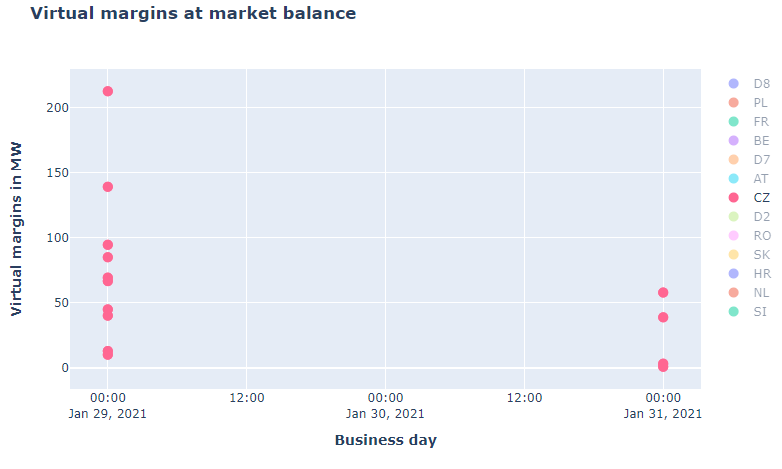 Virtual margins at market balance
Virtual margins in MW
200
150
100
50
0
00:00
Jan 29, 2021
12:00
00:00
Jan 30, 2021
12:00
00:00
Jan 31, 2021
Business day
D8
PL
FR
BE
D7
AT
CZ
D2
RO
SK
HR
NL
SI